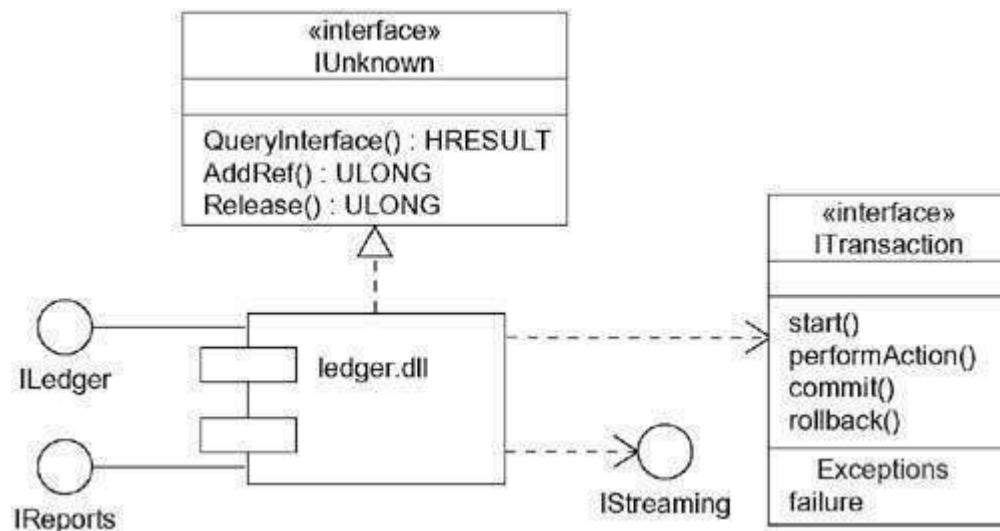 «interface»
IUnknown
QueryInterface() : HRESULT
AddRef() : ULONG
Release() : ULONG
«interface»
ITransaction
start()
performAction()
commit()
rollback()
Exceptions
failure
ILedger
ledger.dll
IReports
IStreaming